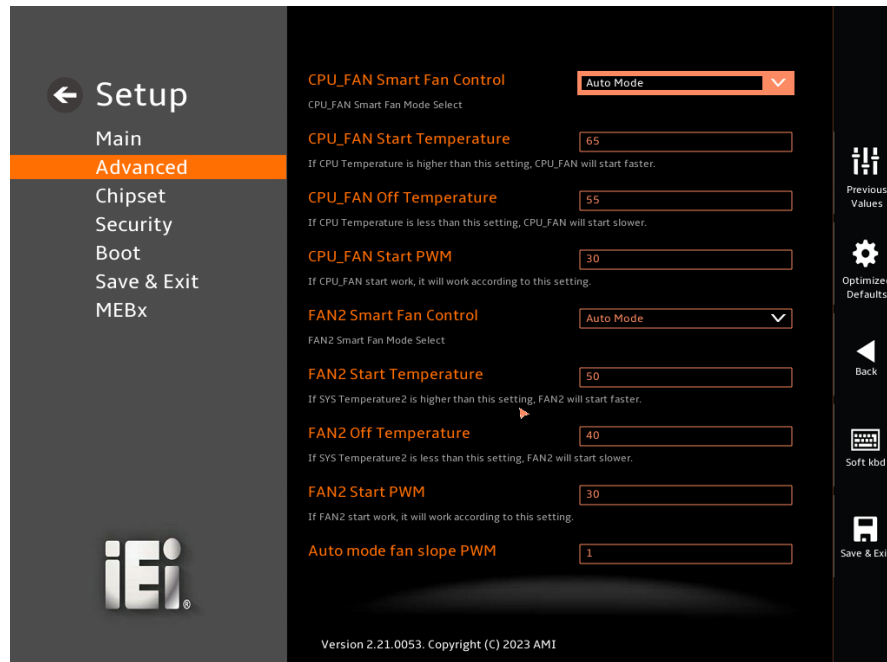 Setup
Main
Advanced
Chipset
Security
Boot
Save & Exit
MEBx
iEi®
CPU_FAN Smart Fan Control
Auto Mode
CPU_FAN Smart Fan Mode Select
CPU_FAN Start Temperature
65
If CPU Temperature is higher than this setting, CPU_FAN will start faster.
CPU_FAN Off Temperature
55
If CPU Temperature is less than this setting, CPU_FAN will start slower.
CPU_FAN Start PWM
30
If CPU_FAN start work, it will work according to this setting.
FAN2 Smart Fan Control
Auto Mode
FAN2 Smart Fan Mode Select
FAN2 Start Temperature
50
If SYS Temperature2 is higher than this setting, FAN2 will start faster.
FAN2 Off Temperature
40
If SYS Temperature2 is less than this setting, FAN2 will start slower.
FAN2 Start PWM
30
If FAN2 start work, it will work according to this setting.
Auto mode fan slope PWM
1
Version 2.21.0053. Copyright (C) 2023 AMI
Previous
Values
Optimize
Defaults
Back
Soft kbd
Save & Exi